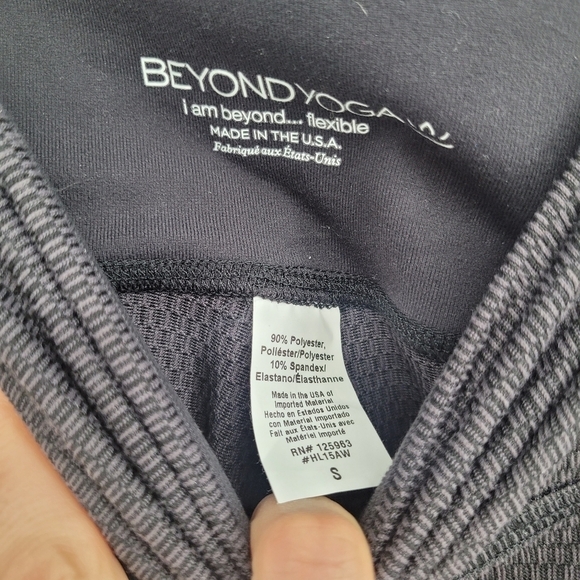 BEYOND YOGA
i am beyond.... flexible
MADE IN THE U.S.A.
Fabriqué aux États-Unis
90% Polyester,
Poliéster/Polyester
10% Spandex/
Elastano/Élasthanne
Made in the USA of
Imported Material
Hecho en Estados Unidos
con Material Importado
Fait aux États-Unis avec
Matériel Importé
RN# 125963
#HL15AW
S